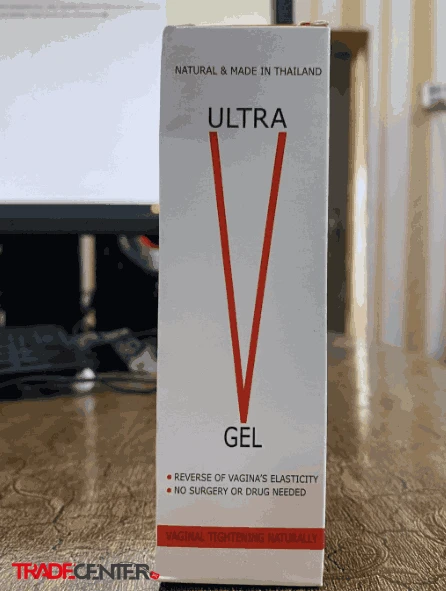 NATURAL & MADE IN THAILAND
ULTRA
V
GEL
• REVERSE OF VAGINA'S ELASTICITY
• NO SURGERY OR DRUG NEEDED
VAGINAL TIGHTENING NATURALLY
TRADECENTER